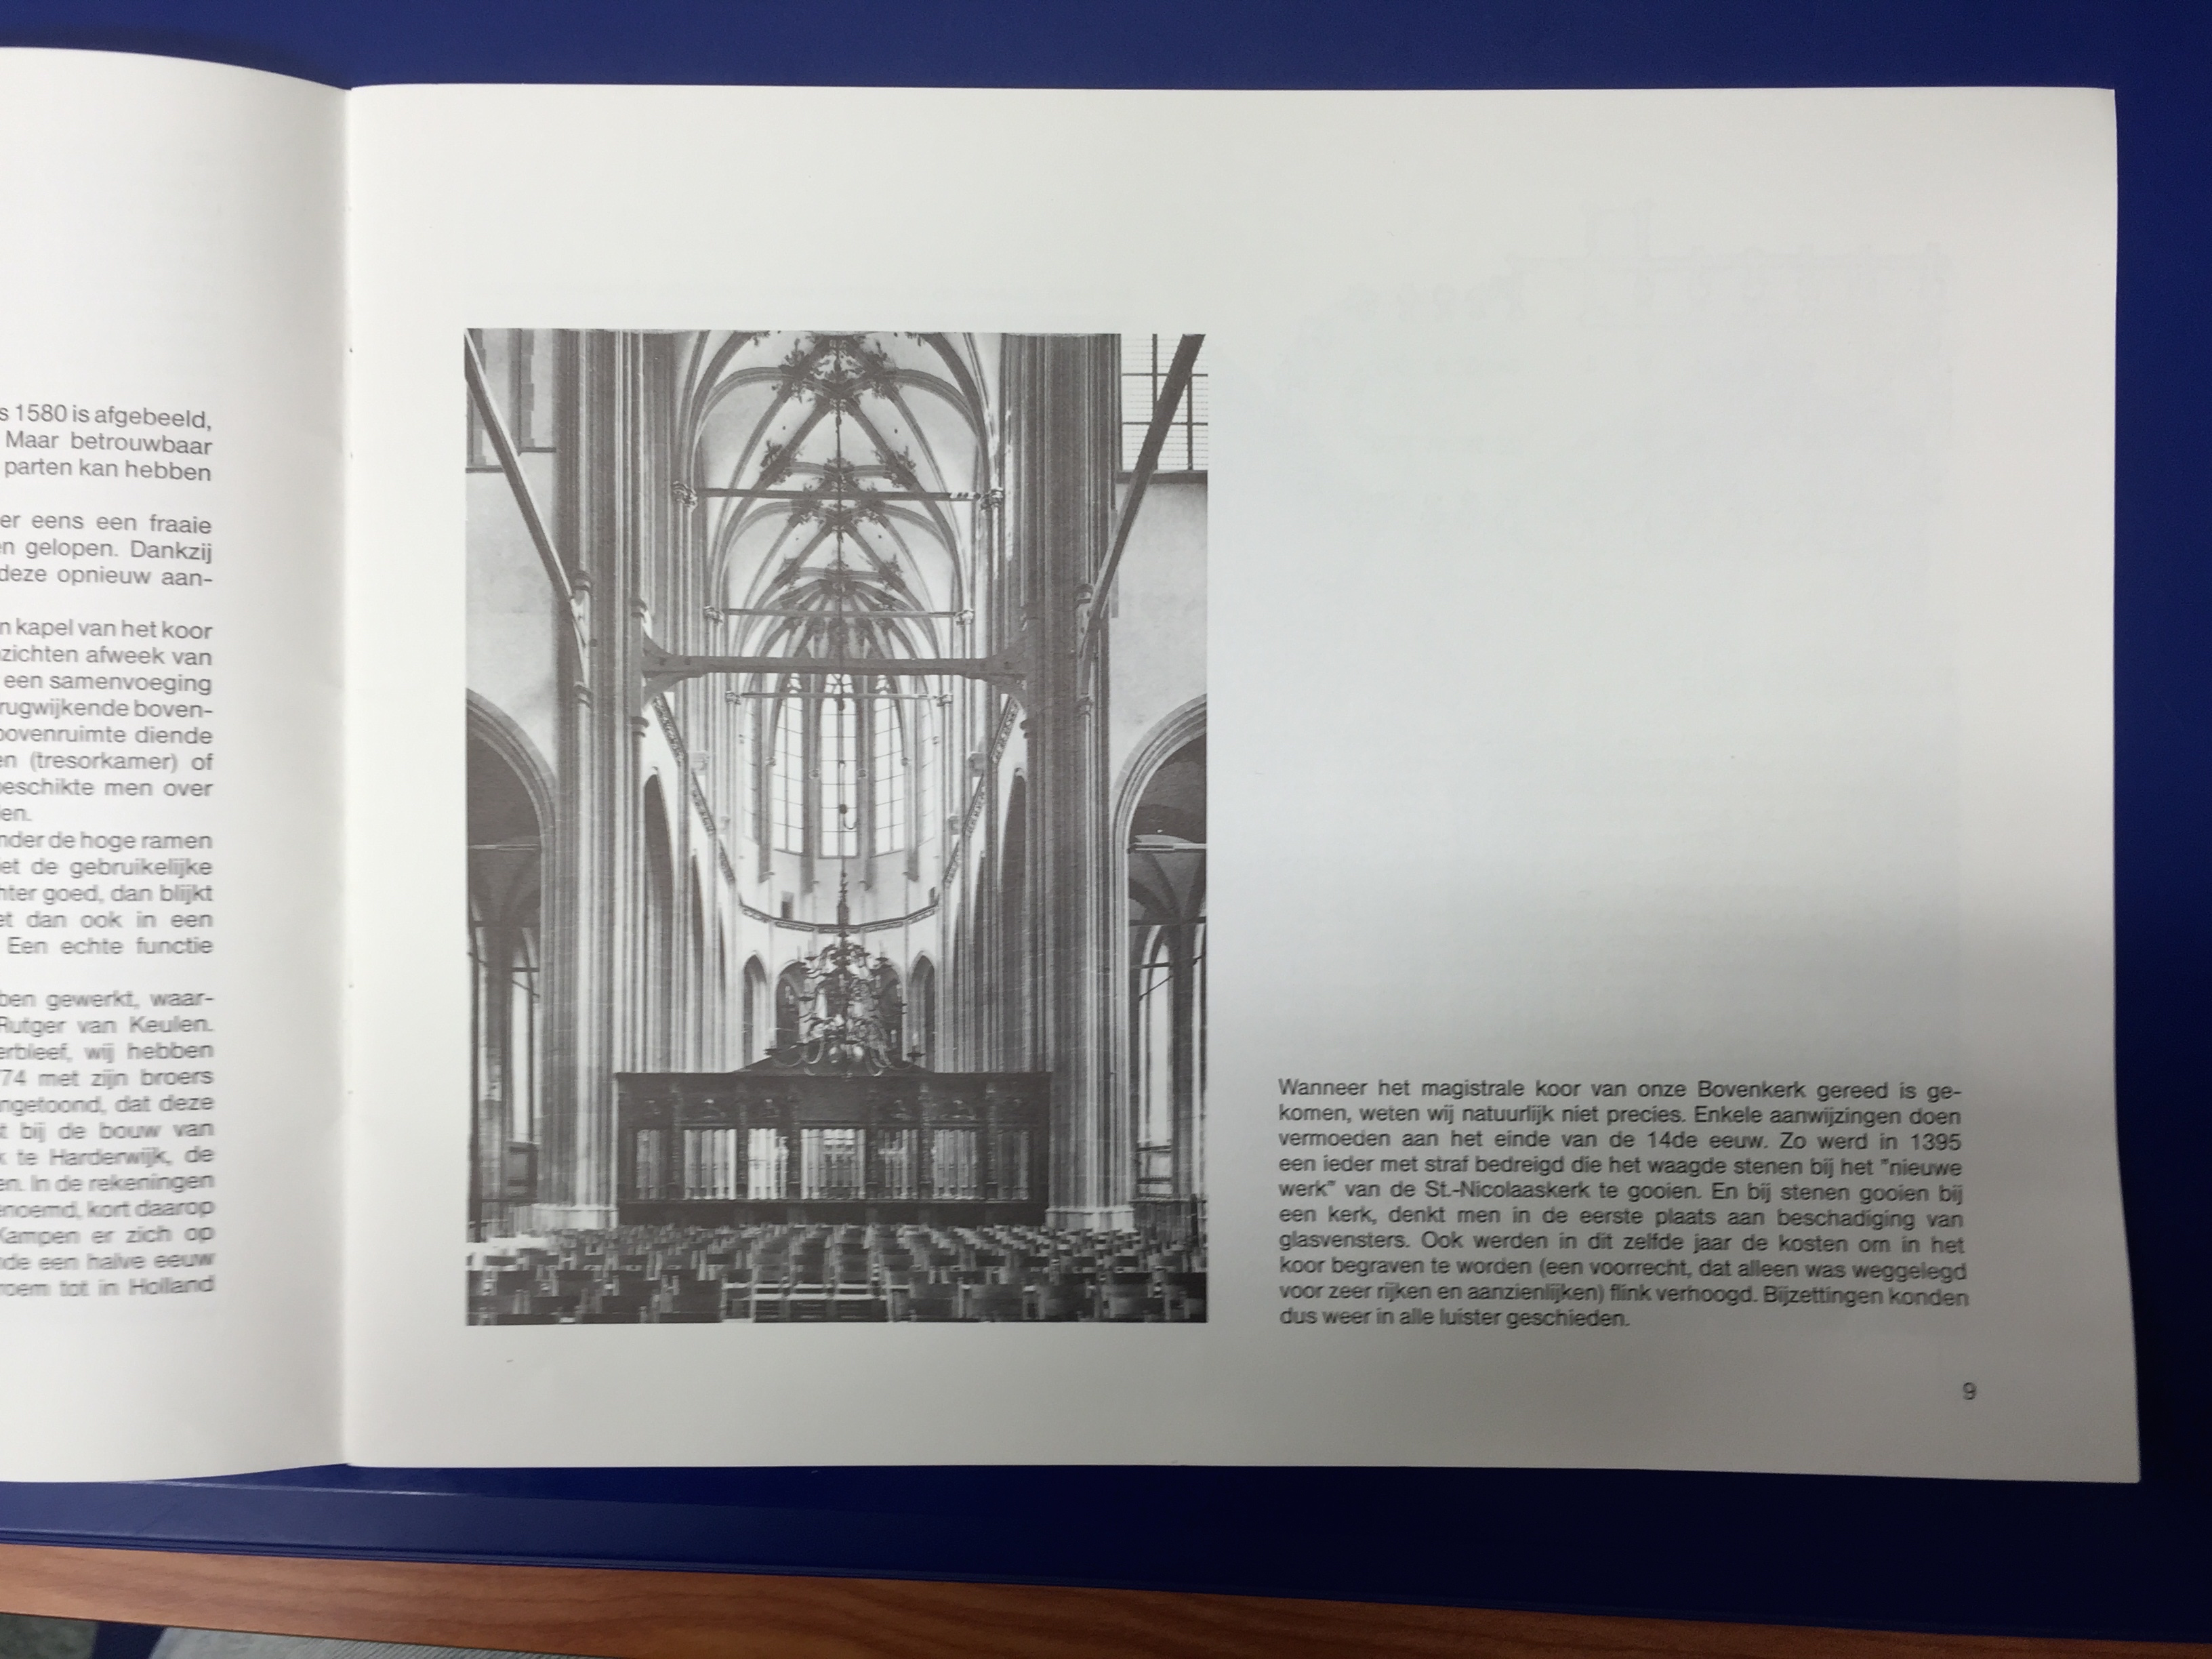 s 1580 is afgebeeld,
Maar betrouwbaar
parten kan hebben
er eens een fraaie
en gelopen. Dankzij
deze opnieuw aan-
n kapel van het koor
zichten afweek van
een samenvoeging
rugwijkende boven-
bovenruimte diende
en (tresorkamer) of
beschikte men over
en.
nder de hoge ramen
et de gebruikelijke
hter goed, dan blijkt
et dan ook in een
Een echte functie
ben gewerkt, waar-
Rutger van Keulen.
erbleef, wij hebben
74 met zijn broers
ngetoond, dat deze
t bij de bouw van
k te Harderwijk, de
en. In de rekeningen
enoemd, kort daarop
Kampen er zich op
de een halve eeuw
roem tot in Holland
Wanneer het magistrale koor van onze Bovenkerk gereed is ge-
komen, weten wij natuurlijk niet precies. Enkele aanwijzingen doen
vermoeden aan het einde van de 14de eeuw. Zo werd in 1395
een ieder met straf bedreigd die het waagde stenen bij het "nieuwe
werk" van de St.-Nicolaaskerk te gooien. En bij stenen gooien bij
een kerk, denkt men in de eerste plaats aan beschadiging van
glasvensters. Ook werden in dit zelfde jaar de kosten om in het
koor begraven te worden (een voorrecht, dat alleen was weggelegd
voor zeer rijken en aanzienlijken) flink verhoogd. Bijzettingen konden
dus weer in alle luister geschieden.
9